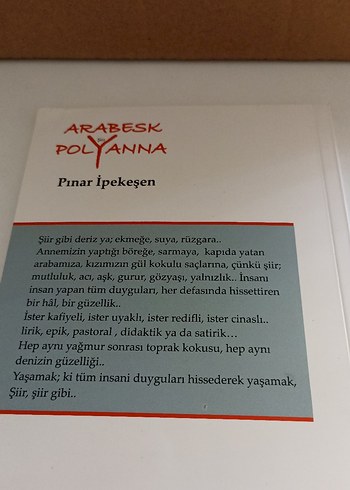 ARABESK
Bir
POLYANNA
Pınar İpekeşen
Şiir gibi deriz ya; ekmeğe, suya, rüzgara..
Annemizin yaptığı böreğe, sarmaya, kapıda yatan
arabamıza, kızımızın gül kokulu saçlarına, çünkü şiir;
mutluluk, acı, aşk, gurur, gözyaşı, yalnızlık.. İnsanı
insan yapan tüm duyguları, her defasında hissettiren
bir hâl, bir güzellik..
İster kafiyeli, ister uyaklı, ister redifli, ister cinaslı..
lirik, epik, pastoral , didaktik ya da satirik…
Hep aynı yağmur sonrası toprak kokusu, hep aynı
denizin güzelliği..
Yaşamak; ki tüm insani duyguları hissederek yaşamak,
Şiir, şiir gibi..